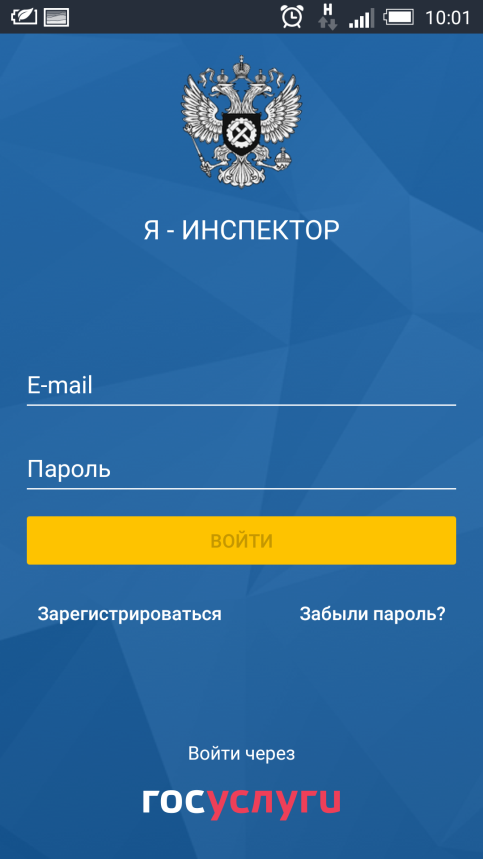 H 10:01
Я - ИНСПЕКТОР
E-mail
Пароль
ВОЙТИ
Зарегистрироваться Забыли пароль?
Войти через
госуслуги